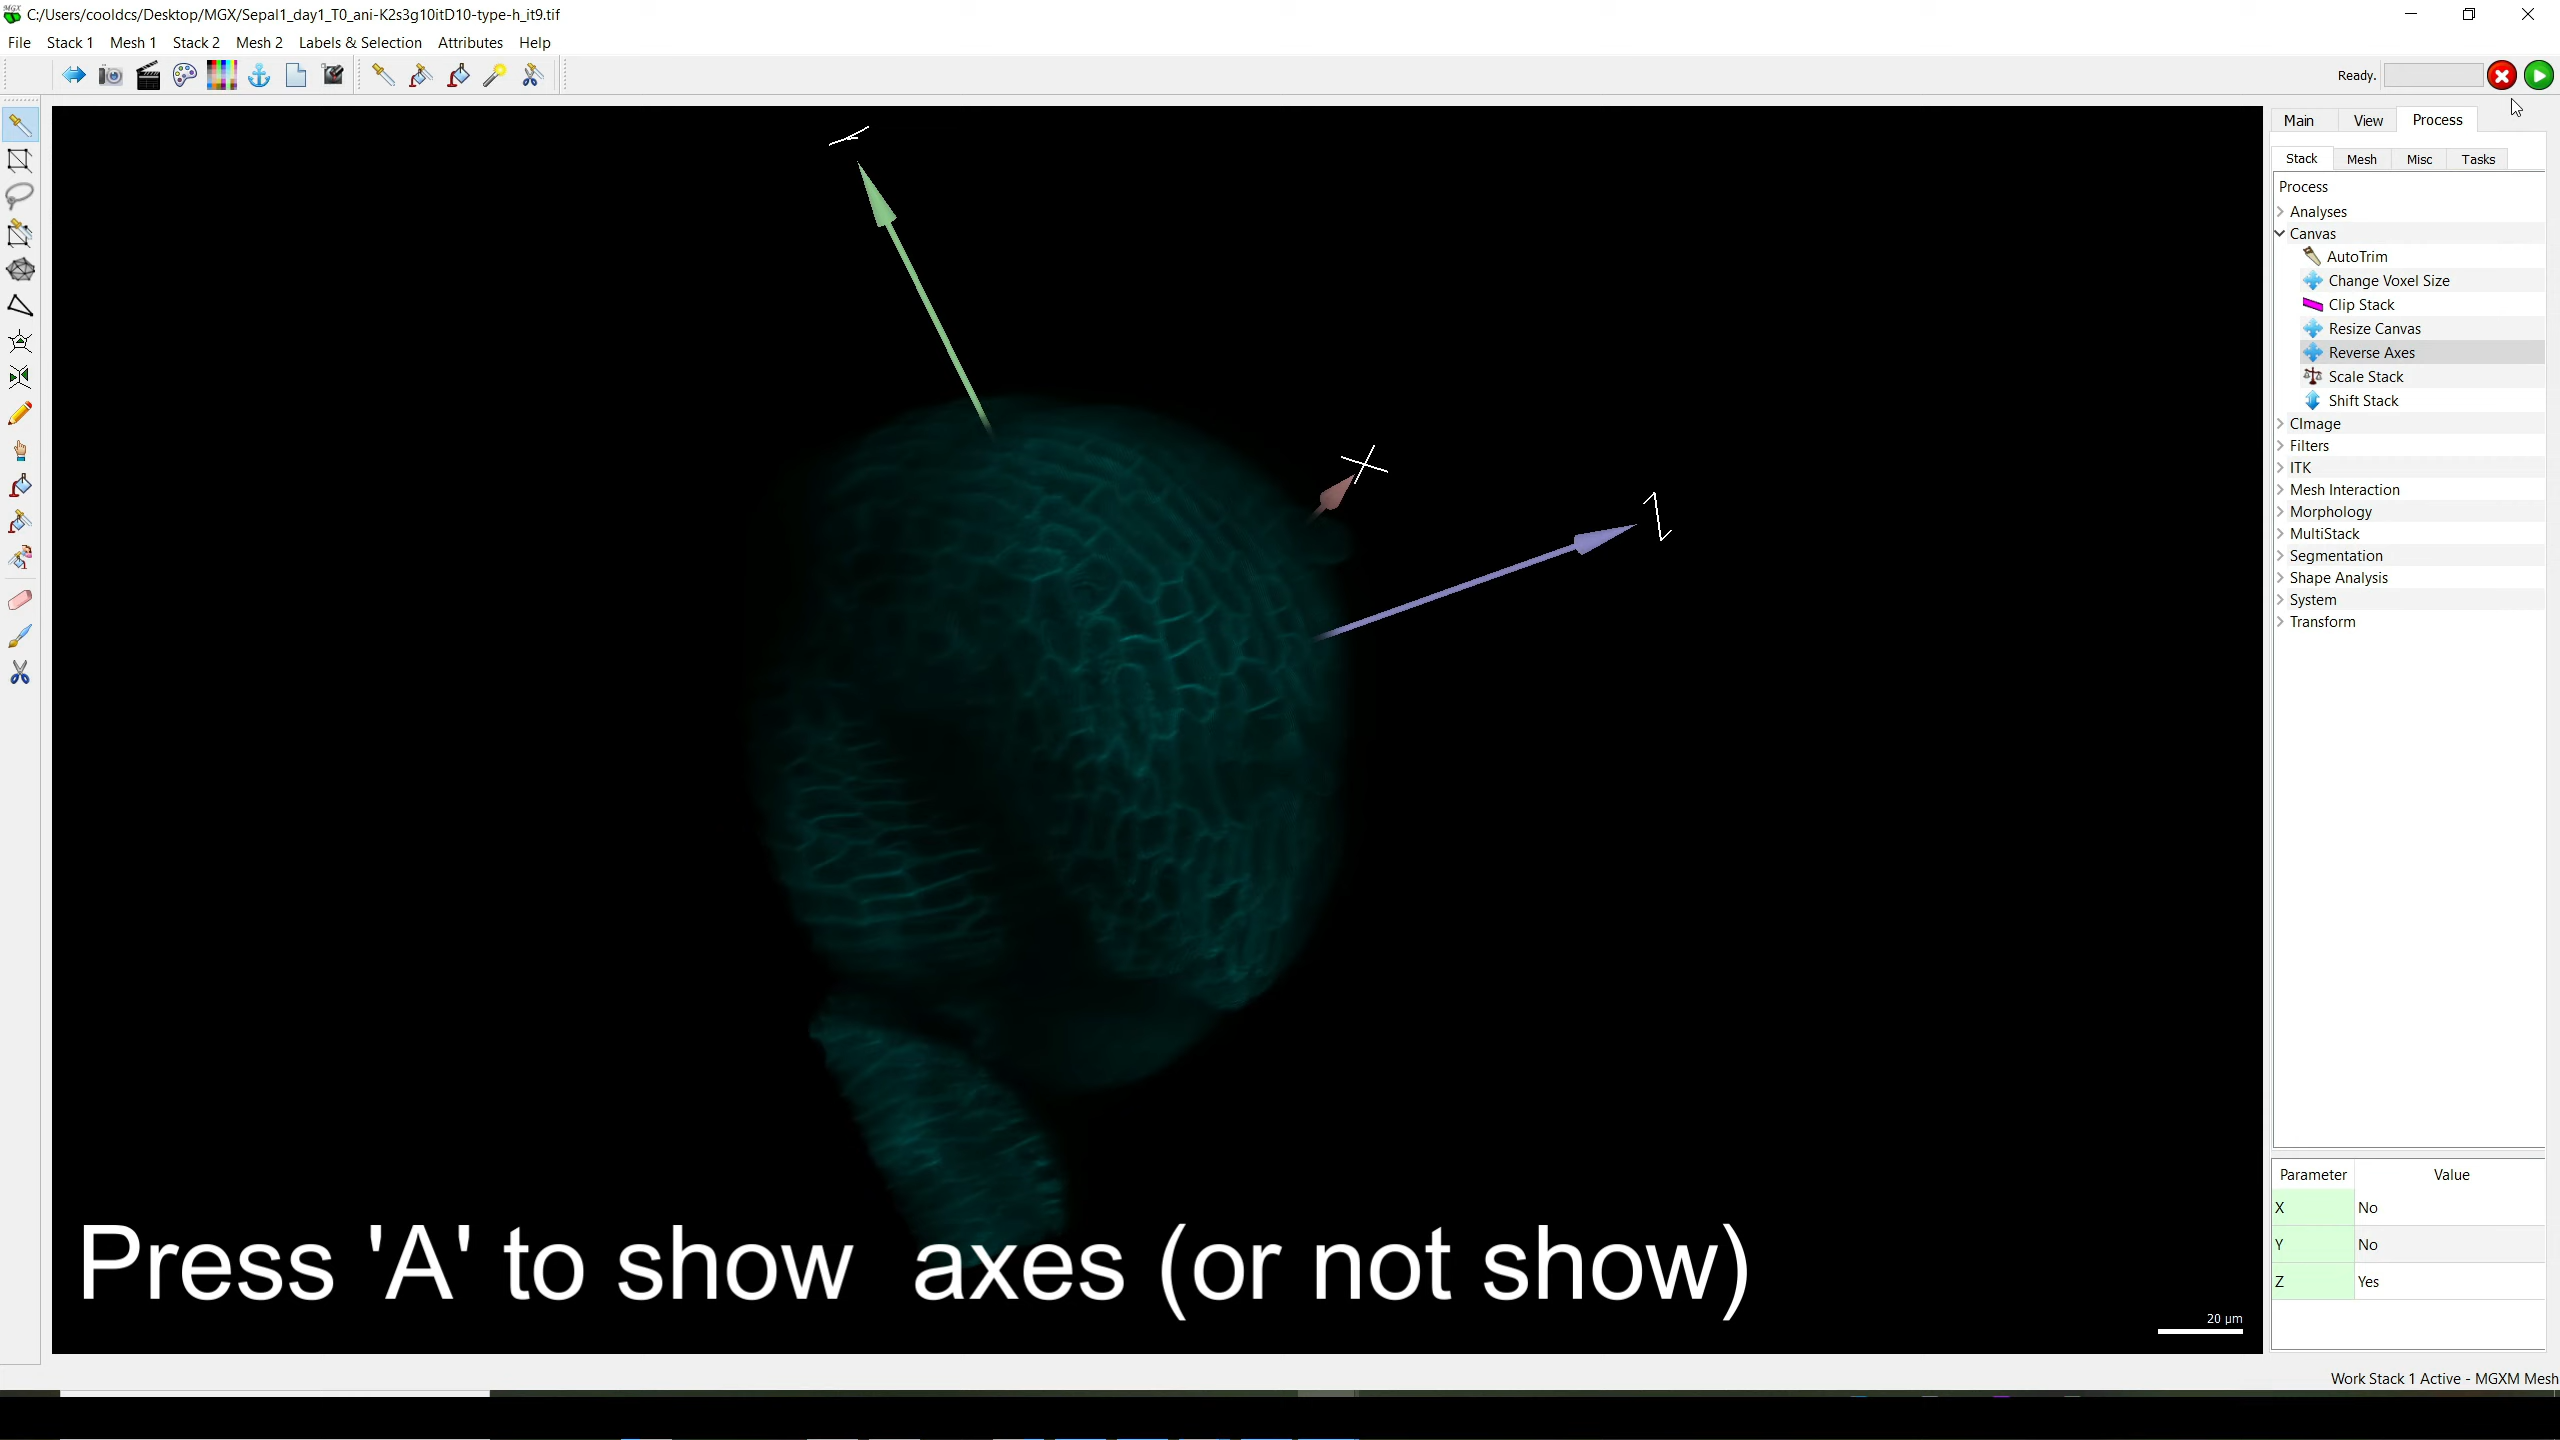 C:/Users/cooldcs/Desktop/MGX/Sepal1_day1_T0_ani-K2s3g10itD10-type-h_it9.tif
File Stack 1 Mesh 1 Stack 2 Mesh 2 Labels & Selection Attributes Help
Ready.
Main View Process
Stack Mesh Misc Tasks
Process
Analyses
Canvas
AutoTrim
Change Voxel Size
Clip Stack
Resize Canvas
Reverse Axes
Scale Stack
Shift Stack
CImage
Filters
ITK
Mesh Interaction
Morphology
MultiStack
Segmentation
Shape Analysis
System
Transform
Y
X
Z
Press 'A' to show axes (or not show)
20 µm
Parameter Value
X No
Y No
Z Yes
Work Stack 1 Active - MGXM Mesh